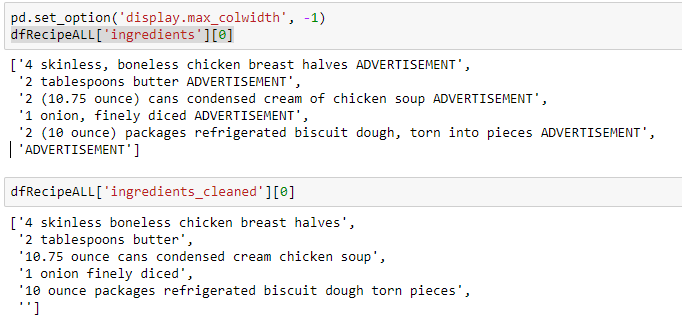 pd.set_option('display.max_colwidth', -1)
dfRecipeALL['ingredients'][0]
['4 skinless, boneless chicken breast halves ADVERTISEMENT',
'2 tablespoons butter ADVERTISEMENT',
'2 (10.75 ounce) cans condensed cream of chicken soup ADVERTISEMENT',
'1 onion, finely diced ADVERTISEMENT',
'2 (10 ounce) packages refrigerated biscuit dough, torn into pieces ADVERTISEMENT',
'ADVERTISEMENT']
dfRecipeALL['ingredients_cleaned'][0]
['4 skinless boneless chicken breast halves',
'2 tablespoons butter',
'10.75 ounce cans condensed cream chicken soup',
'1 onion finely diced',
'10 ounce packages refrigerated biscuit dough torn pieces',
'']